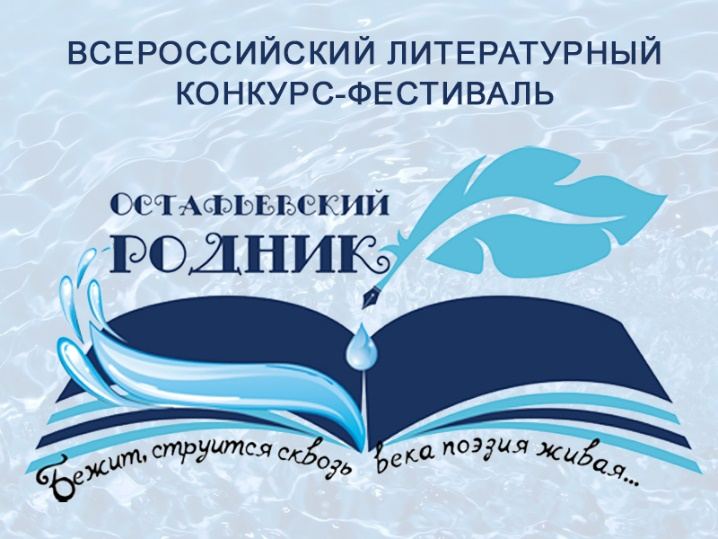 ВСЕРОССИЙСКИЙ ЛИТЕРАТУРНЫЙ
КОНКУРС-ФЕСТИВАЛЬ
ОСТАФЬЕВСКИЙ
РОДНИК
Бежит, струится сквозь века поэзия живая...